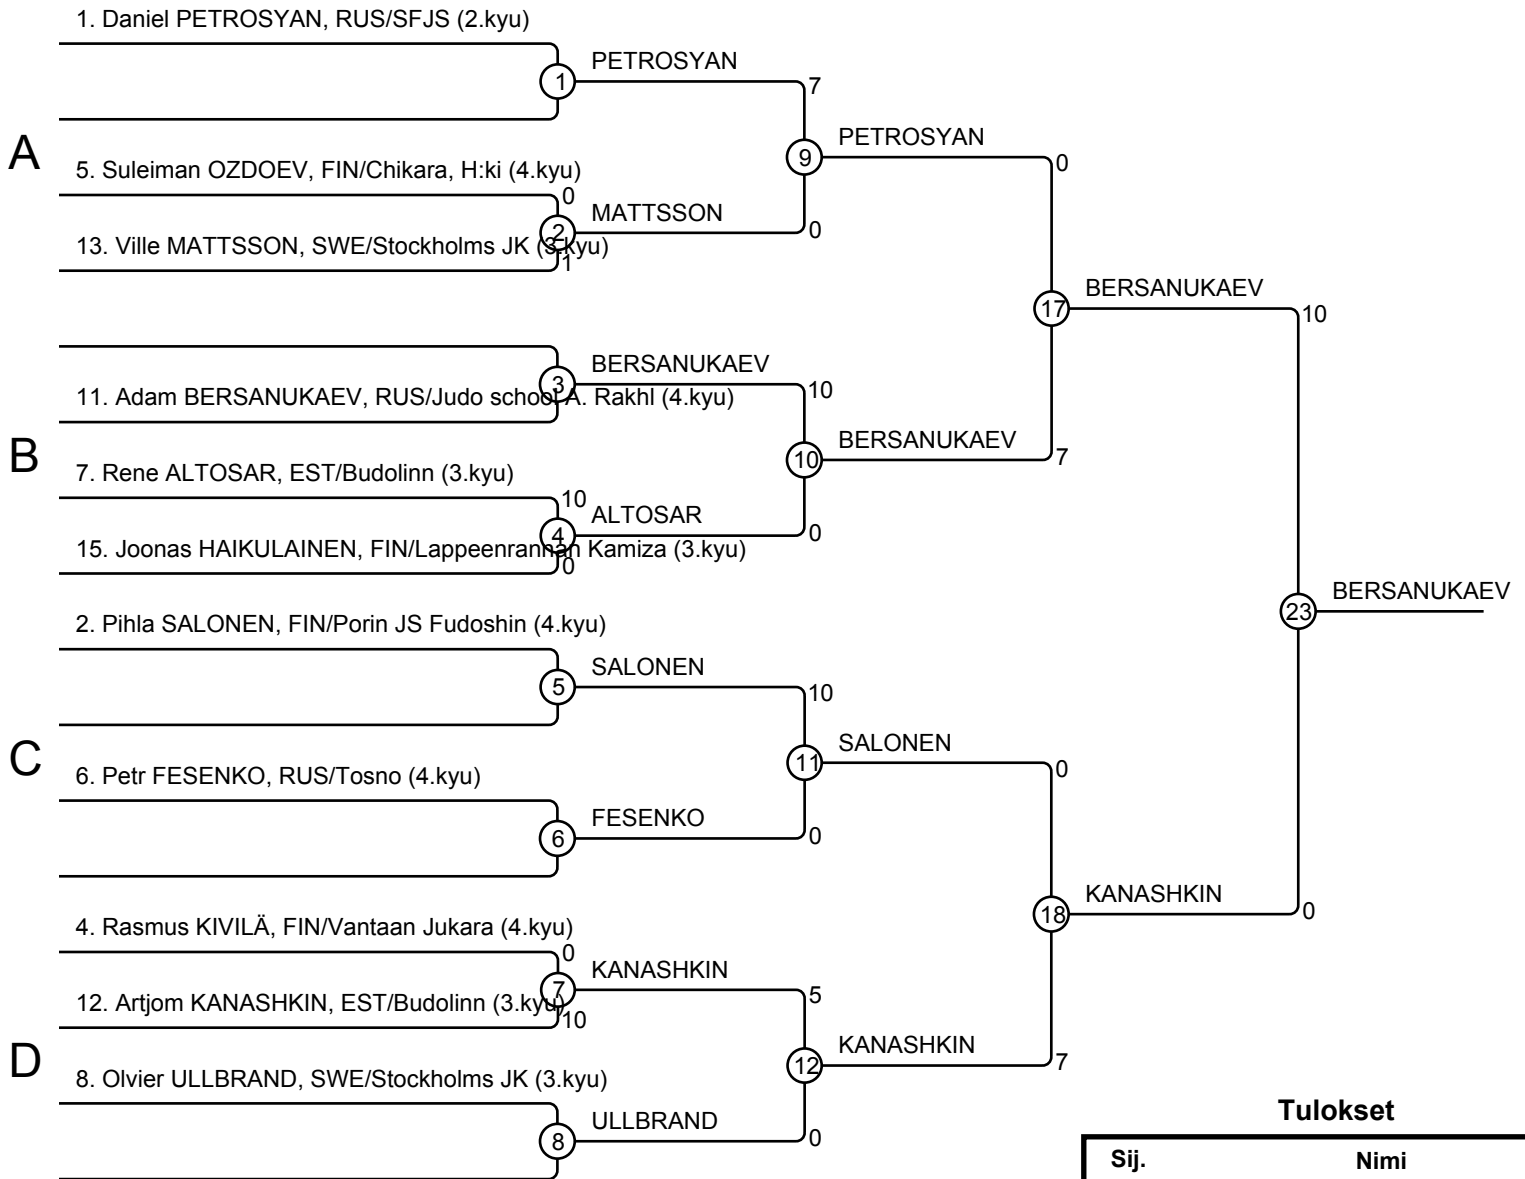 1. Daniel PETROSYAN, RUS/SFJS (2.kyu)
PETROSYAN
1
7
A
PETROSYAN
9
0
5. Suleiman OZDOEV, FIN/Chikara, H:ki (4.kyu)
0
MATTSSON
2
0
13. Ville MATTSSON, SWE/Stockholms JK (3.kyu)
1
BERSANUKAEV
17
10
BERSANUKAEV
3
10
11. Adam BERSANUKAEV, RUS/Judo school A. Rakhl (4.kyu)
B
BERSANUKAEV
10
7
7. Rene ALTOSAR, EST/Budolinn (3.kyu)
10
ALTOSAR
4
0
15. Joonas HAIKULAINEN, FIN/Lappeenrannan Kamiza (3.kyu)
0
BERSANUKAEV
23
2. Pihla SALONEN, FIN/Porin JS Fudoshin (4.kyu)
SALONEN
5
10
C
SALONEN
11
0
6. Petr FESENKO, RUS/Tosno (4.kyu)
FESENKO
6
0
KANASHKIN
18
0
4. Rasmus KIVILÄ, FIN/Vantaan Jukara (4.kyu)
0
KANASHKIN
7
5
12. Artjom KANASHKIN, EST/Budolinn (3.kyu)
10
D
KANASHKIN
12
7
8. Olvier ULLBRAND, SWE/Stockholms JK (3.kyu)
ULLBRAND
8
0
Tulokset
Sij. Nimi